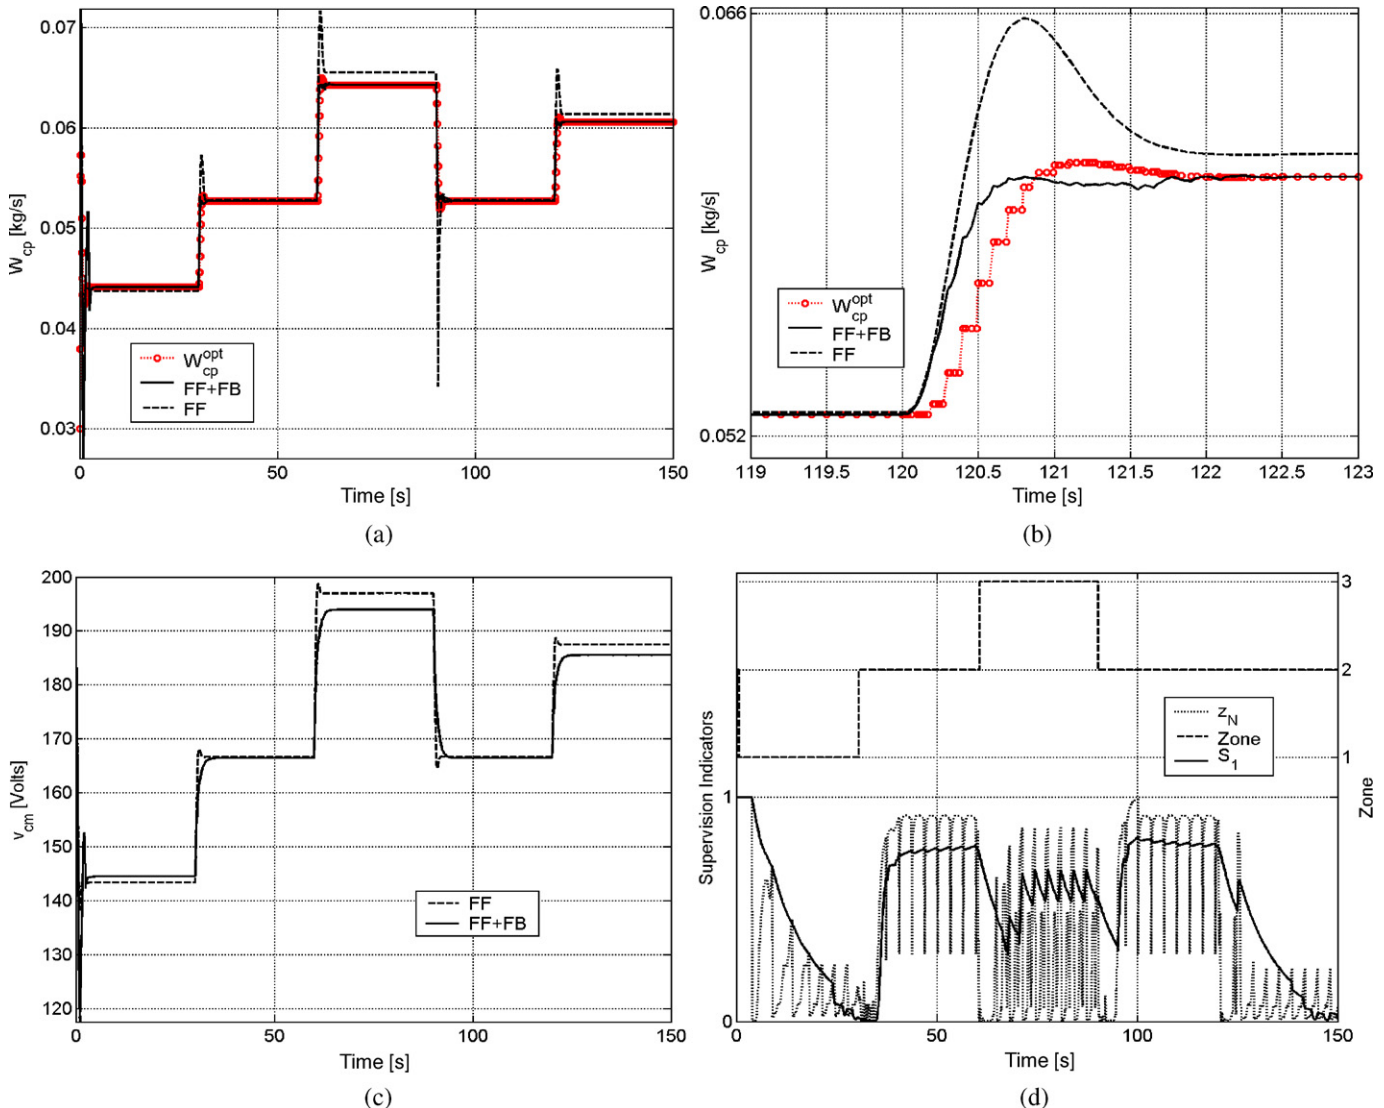 0.07
0.06
0.05
0.04
0.03
W_cp [kg/s]
W_cp^opt
FF+FB
FF
0 50 100 150
Time [s]
(a)
0.066
0.052
W_cp [kg/s]
W_cp^opt
FF+FB
FF
119 119.5 120 120.5 121 121.5 122 122.5 123
Time [s]
(b)
200
190
180
170
160
150
140
130
120
v_cm [Volts]
FF
FF+FB
0 50 100 150
Time [s]
(c)
1
0
Supervision Indicators
3
2
1
Zone
z_N
Zone
S_1
0 50 100 150
Time [s]
(d)